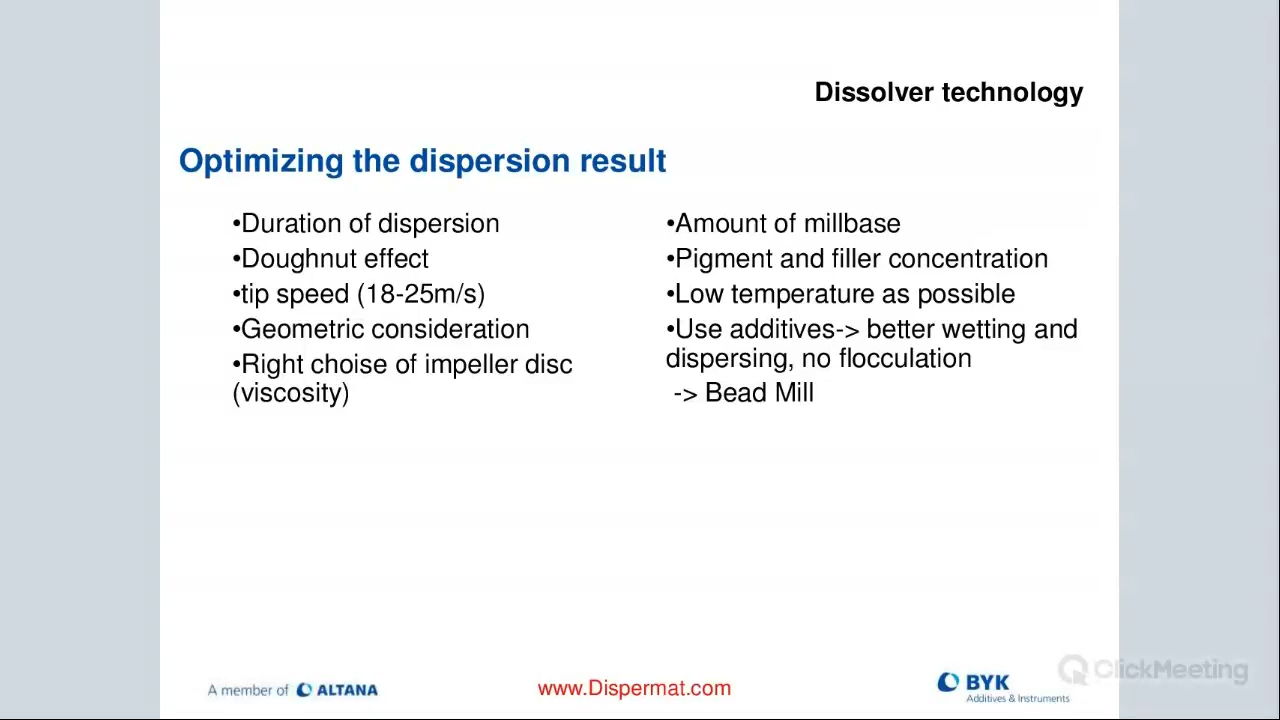 Dissolver technology
Optimizing the dispersion result
•Duration of dispersion
•Doughnut effect
•tip speed (18-25m/s)
•Geometric consideration
•Right choise of impeller disc
(viscosity)
•Amount of millbase
•Pigment and filler concentration
•Low temperature as possible
•Use additives-> better wetting and
dispersing, no flocculation
-> Bead Mill
A member of ALTANA
www.Dispermat.com
BYK
Additives & Instruments
ClickMeeting